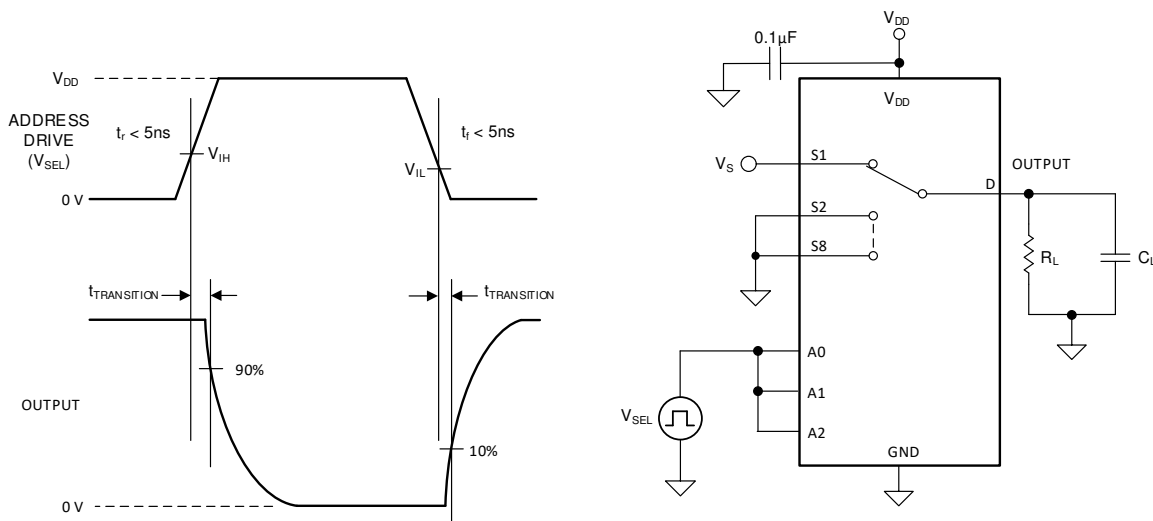 V_DD
ADDRESS
DRIVE
(V_SEL)
t_r < 5ns
V_IH
t_f < 5ns
V_IL
0 V
t_TRANSITION
t_TRANSITION
90%
OUTPUT
10%
0 V
V_DD
0.1µF
V_DD
V_S
S1
OUTPUT
D
S2
S8
R_L
C_L
A0
A1
V_SEL
A2
GND